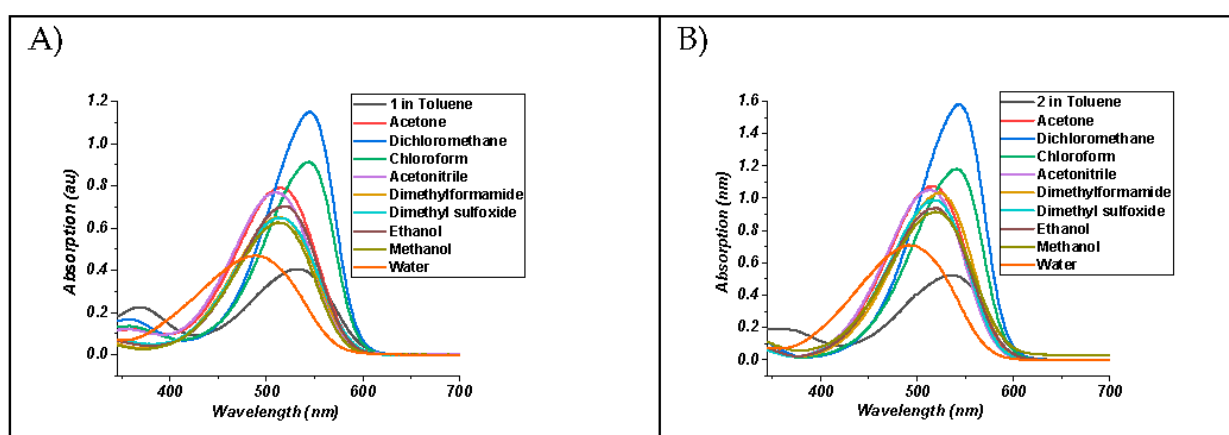 A)
1.2
1.0
0.8
0.6
0.4
0.2
0.0
Absorption (au)
400
500
600
700
Wavelength (nm)
1 in Toluene
Acetone
Dichloromethane
Chloroform
Acetonitrile
Dimethylformamide
Dimethyl sulfoxide
Ethanol
Methanol
Water
B)
1.6
1.4
1.2
1.0
0.8
0.6
0.4
0.2
0.0
Absorption (nm)
400
500
600
700
Wavelength (nm)
2 in Toluene
Acetone
Dichloromethane
Chloroform
Acetonitrile
Dimethylformamide
Dimethyl sulfoxide
Ethanol
Methanol
Water